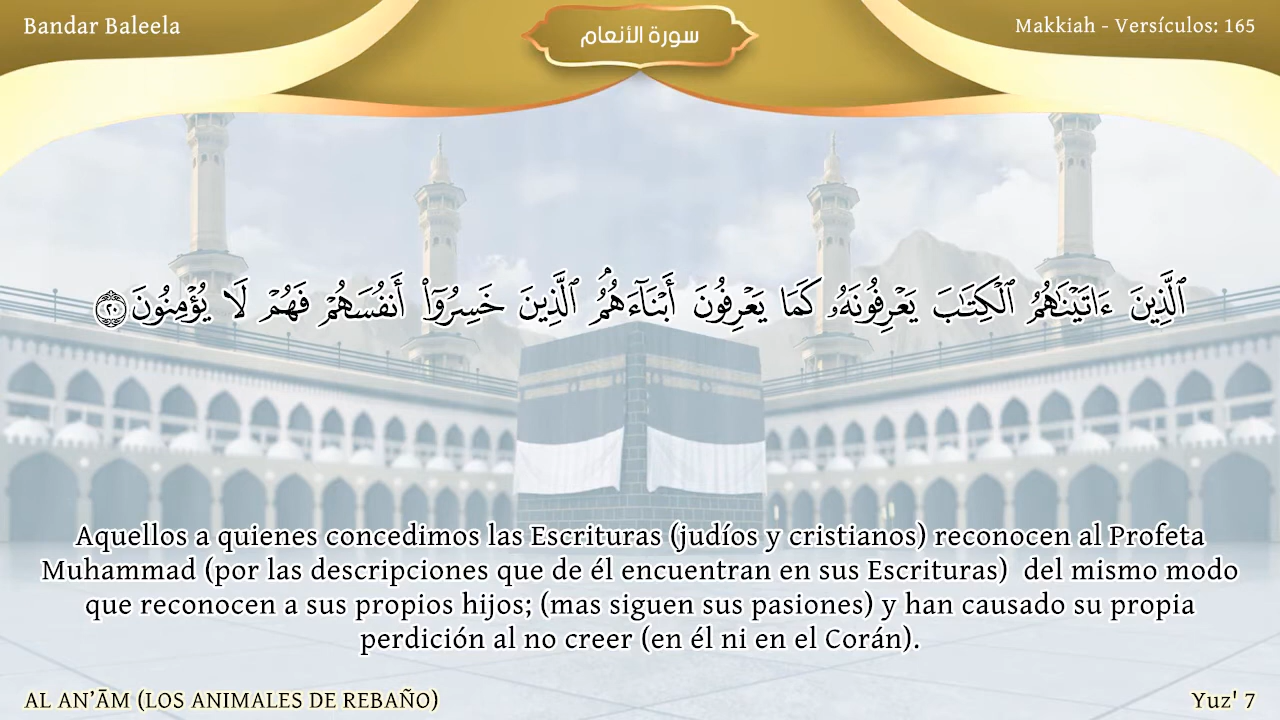 Bandar Baleela
سورة الأنعام
Makkiah - Versículos: 165
ٱلَّذِينَ ءَاتَيْنَٰهُمُ ٱلْكِتَٰبَ يَعْرِفُونَهُۥ كَمَا يَعْرِفُونَ أَبْنَآءَهُمُ ۘ ٱلَّذِينَ خَسِرُوٓا۟ أَنفُسَهُمْ فَهُمْ لَا يُؤْمِنُونَ ٢٠
Aquellos a quienes concedimos las Escrituras (judíos y cristianos) reconocen al Profeta
Muhammad (por las descripciones que de él encuentran en sus Escrituras)  del mismo modo
que reconocen a sus propios hijos; (mas siguen sus pasiones) y han causado su propia
perdición al no creer (en él ni en el Corán).
AL AN’ĀM (LOS ANIMALES DE REBAÑO)
Yuz' 7